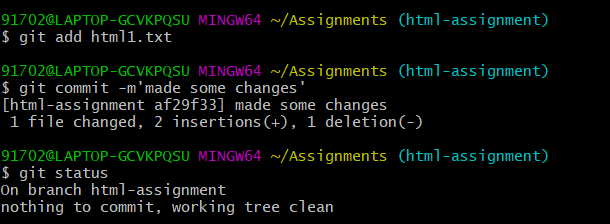 91702@LAPTOP-GCVKPQSU MINGW64 ~/Assignments (html-assignment)
$ git add html1.txt
91702@LAPTOP-GCVKPQSU MINGW64 ~/Assignments (html-assignment)
$ git commit -m'made some changes'
[html-assignment af29f33] made some changes
 1 file changed, 2 insertions(+), 1 deletion(-)
91702@LAPTOP-GCVKPQSU MINGW64 ~/Assignments (html-assignment)
$ git status
On branch html-assignment
nothing to commit, working tree clean